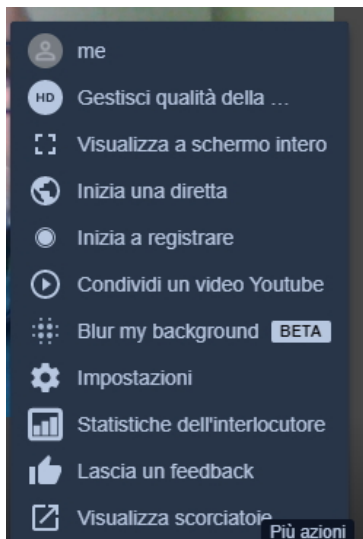 me
HD Gestisci qualità della ...
Visualizza a schermo intero
Inizia una diretta
Inizia a registrare
Condividi un video Youtube
Blur my background BETA
Impostazioni
Statistiche dell'interlocutore
Lascia un feedback
Visualizza scorciatoie
Più azioni